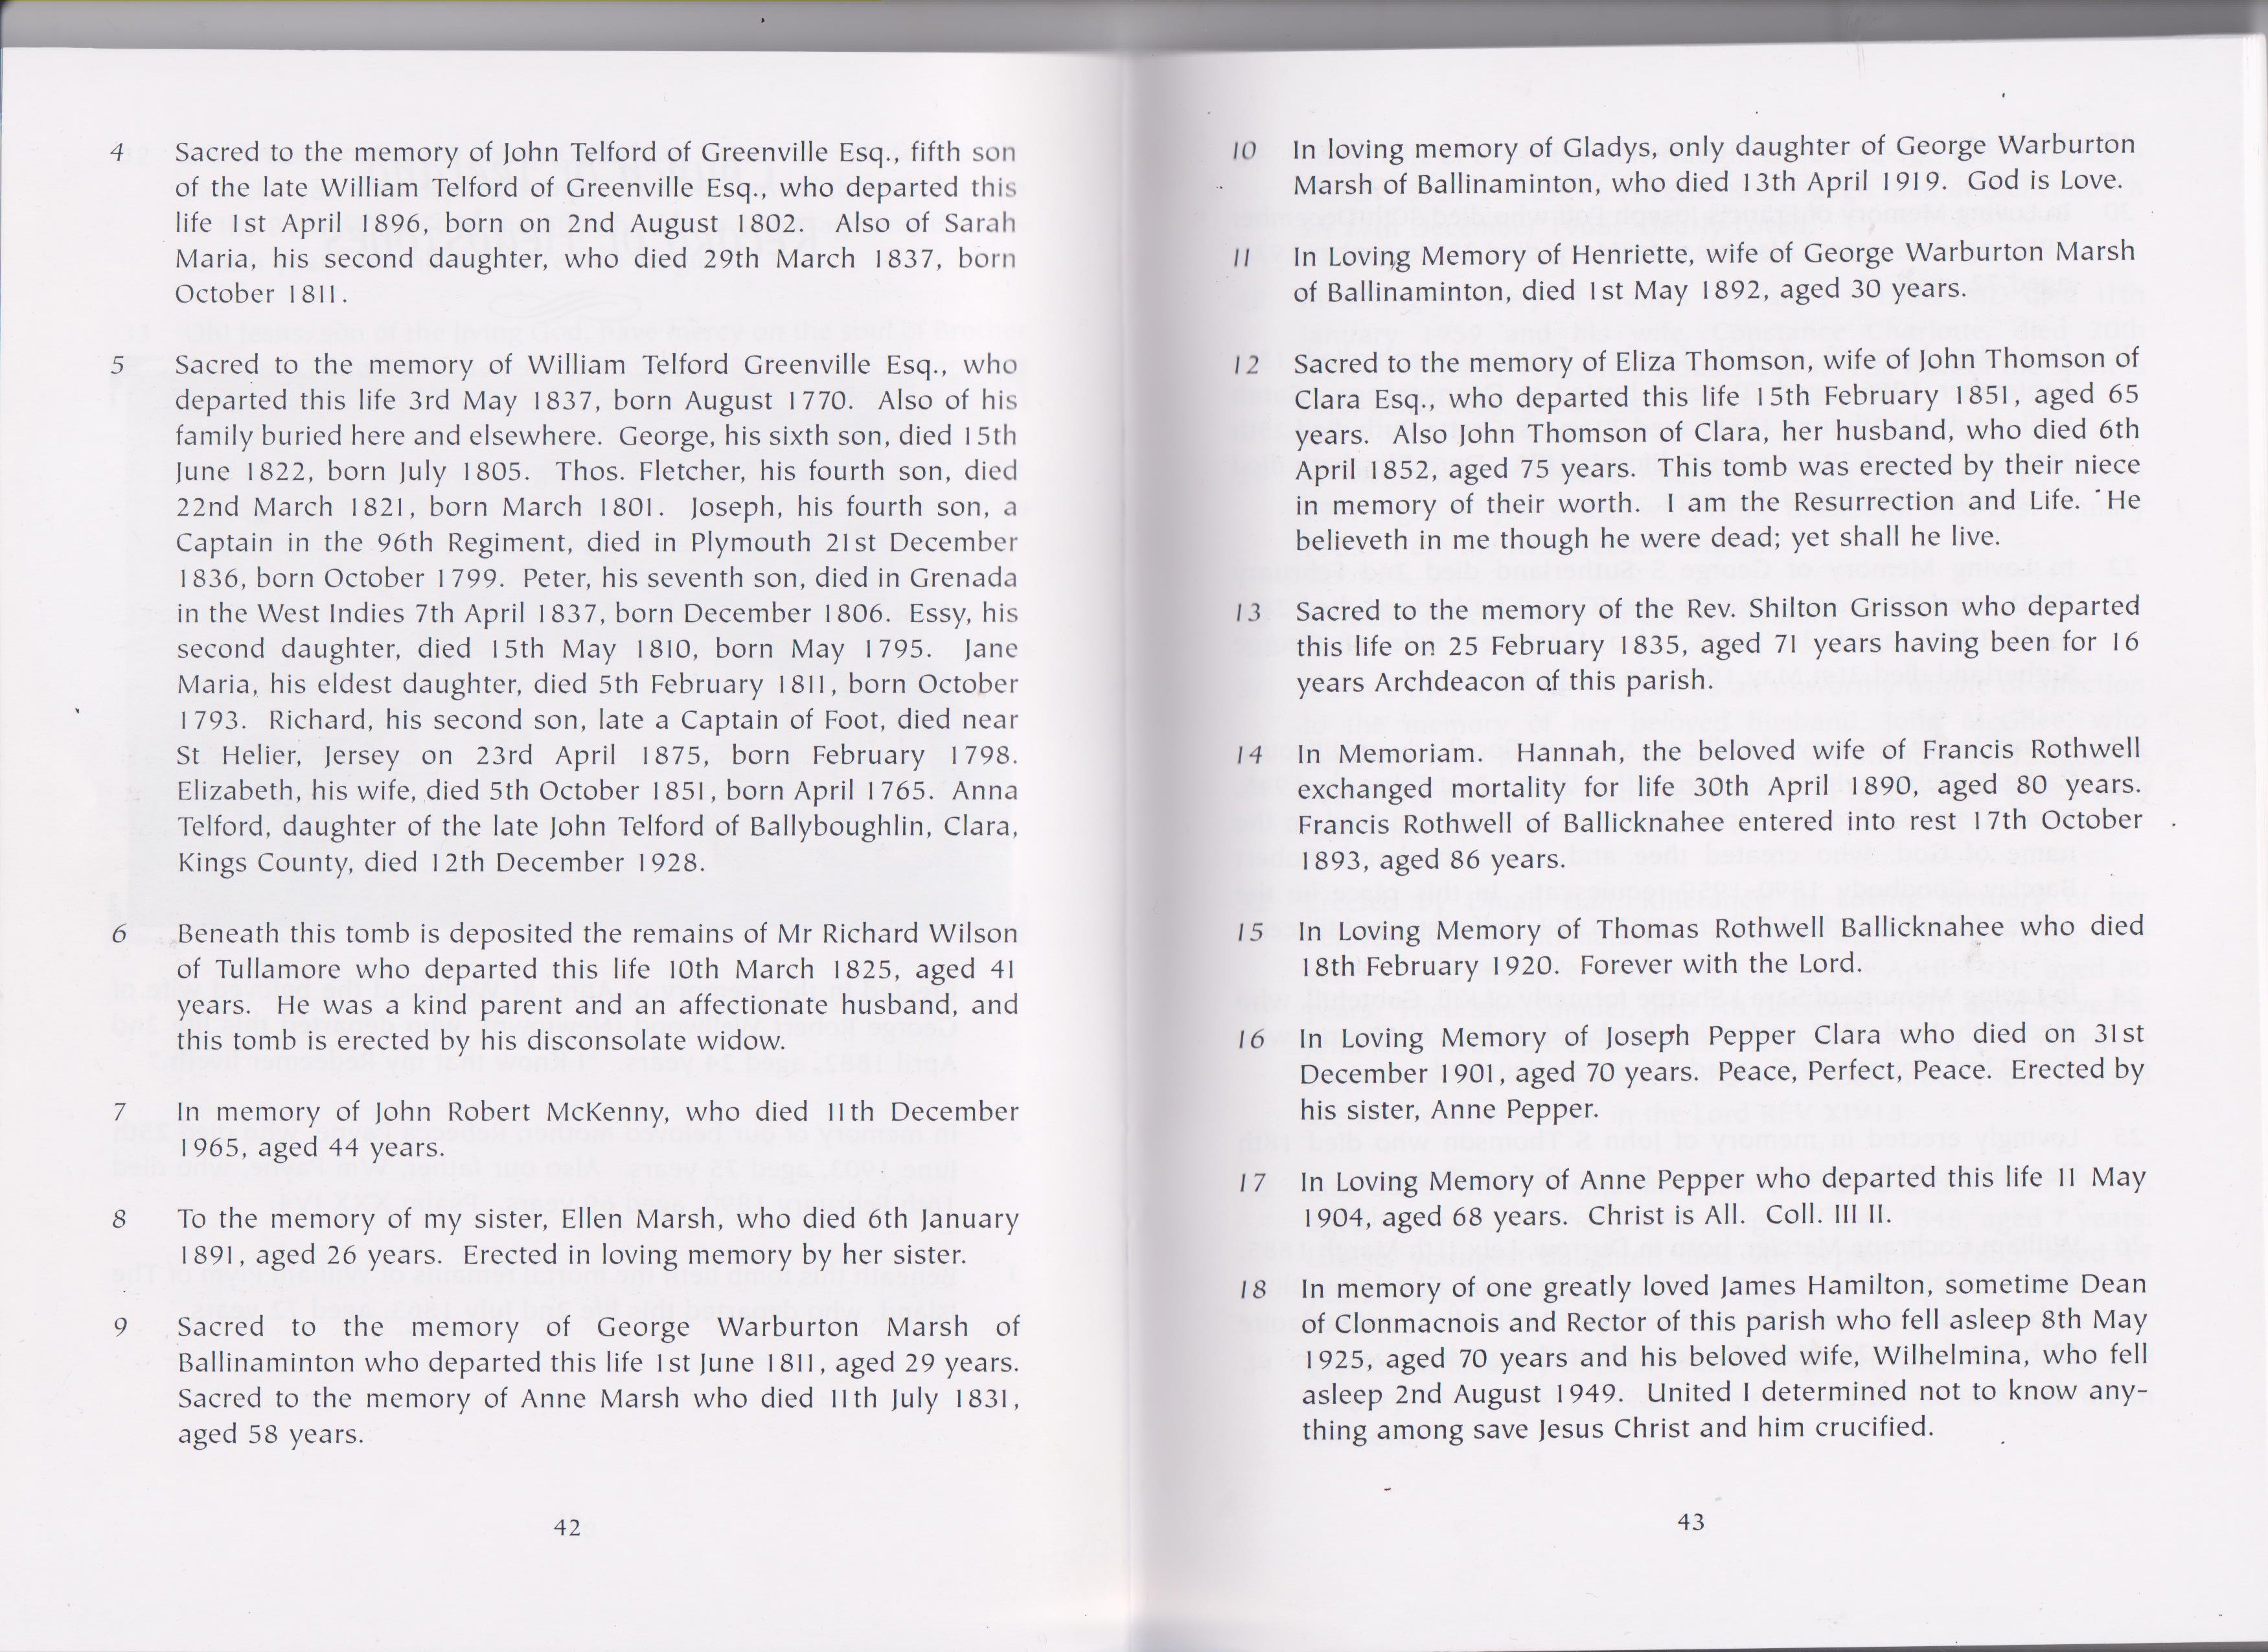 4 Sacred to the memory of John Telford of Greenville Esq., fifth son
of the late William Telford of Greenville Esq., who departed this
life 1st April 1896, born on 2nd August 1802. Also of Sarah
Maria, his second daughter, who died 29th March 1837, born
October 1811.
5 Sacred to the memory of William Telford Greenville Esq., who
departed this life 3rd May 1837, born August 1770. Also of his
family buried here and elsewhere. George, his sixth son, died 15th
June 1822, born July 1805. Thos. Fletcher, his fourth son, died
22nd March 1821, born March 1801. Joseph, his fourth son, a
Captain in the 96th Regiment, died in Plymouth 21st December
1836, born October 1799. Peter, his seventh son, died in Grenada
in the West Indies 7th April 1837, born December 1806. Essy, his
second daughter, died 15th May 1810, born May 1795. Jane
Maria, his eldest daughter, died 5th February 1811, born October
1793. Richard, his second son, late a Captain of Foot, died near
St Helier, Jersey on 23rd April 1875, born February 1798.
Elizabeth, his wife, died 5th October 1851, born April 1765. Anna
Telford, daughter of the late John Telford of Ballyboughlin, Clara,
Kings County, died 12th December 1928.
6 Beneath this tomb is deposited the remains of Mr Richard Wilson
of Tullamore who departed this life 10th March 1825, aged 41
years. He was a kind parent and an affectionate husband, and
this tomb is erected by his disconsolate widow.
7 In memory of John Robert McKenny, who died 11th December
1965, aged 44 years.
8 To the memory of my sister, Ellen Marsh, who died 6th January
1891, aged 26 years. Erected in loving memory by her sister.
9 Sacred to the memory of George Warburton Marsh of
Ballinaminton who departed this life 1st June 1811, aged 29 years.
Sacred to the memory of Anne Marsh who died 11th July 1831,
aged 58 years.
42
10 In loving memory of Gladys, only daughter of George Warburton
Marsh of Ballinaminton, who died 13th April 1919. God is Love.
11 In Loving Memory of Henriette, wife of George Warburton Marsh
of Ballinaminton, died 1st May 1892, aged 30 years.
12 Sacred to the memory of Eliza Thomson, wife of John Thomson of
Clara Esq., who departed this life 15th February 1851, aged 65
years. Also John Thomson of Clara, her husband, who died 6th
April 1852, aged 75 years. This tomb was erected by their niece
in memory of their worth. I am the Resurrection and Life. He
believeth in me though he were dead; yet shall he live.
13 Sacred to the memory of the Rev. Shilton Grisson who departed
this life on 25 February 1835, aged 71 years having been for 16
years Archdeacon of this parish.
14 In Memoriam. Hannah, the beloved wife of Francis Rothwell
exchanged mortality for life 30th April 1890, aged 80 years.
Francis Rothwell of Ballicknahee entered into rest 17th October
1893, aged 86 years.
15 In Loving Memory of Thomas Rothwell Ballicknahee who died
18th February 1920. Forever with the Lord.
16 In Loving Memory of Joseph Pepper Clara who died on 31st
December 1901, aged 70 years. Peace, Perfect, Peace. Erected by
his sister, Anne Pepper.
17 In Loving Memory of Anne Pepper who departed this life 11 May
1904, aged 68 years. Christ is All. Coll. III II.
18 In memory of one greatly loved James Hamilton, sometime Dean
of Clonmacnois and Rector of this parish who fell asleep 8th May
1925, aged 70 years and his beloved wife, Wilhelmina, who fell
asleep 2nd August 1949. United I determined not to know any-
thing among save Jesus Christ and him crucified.
43